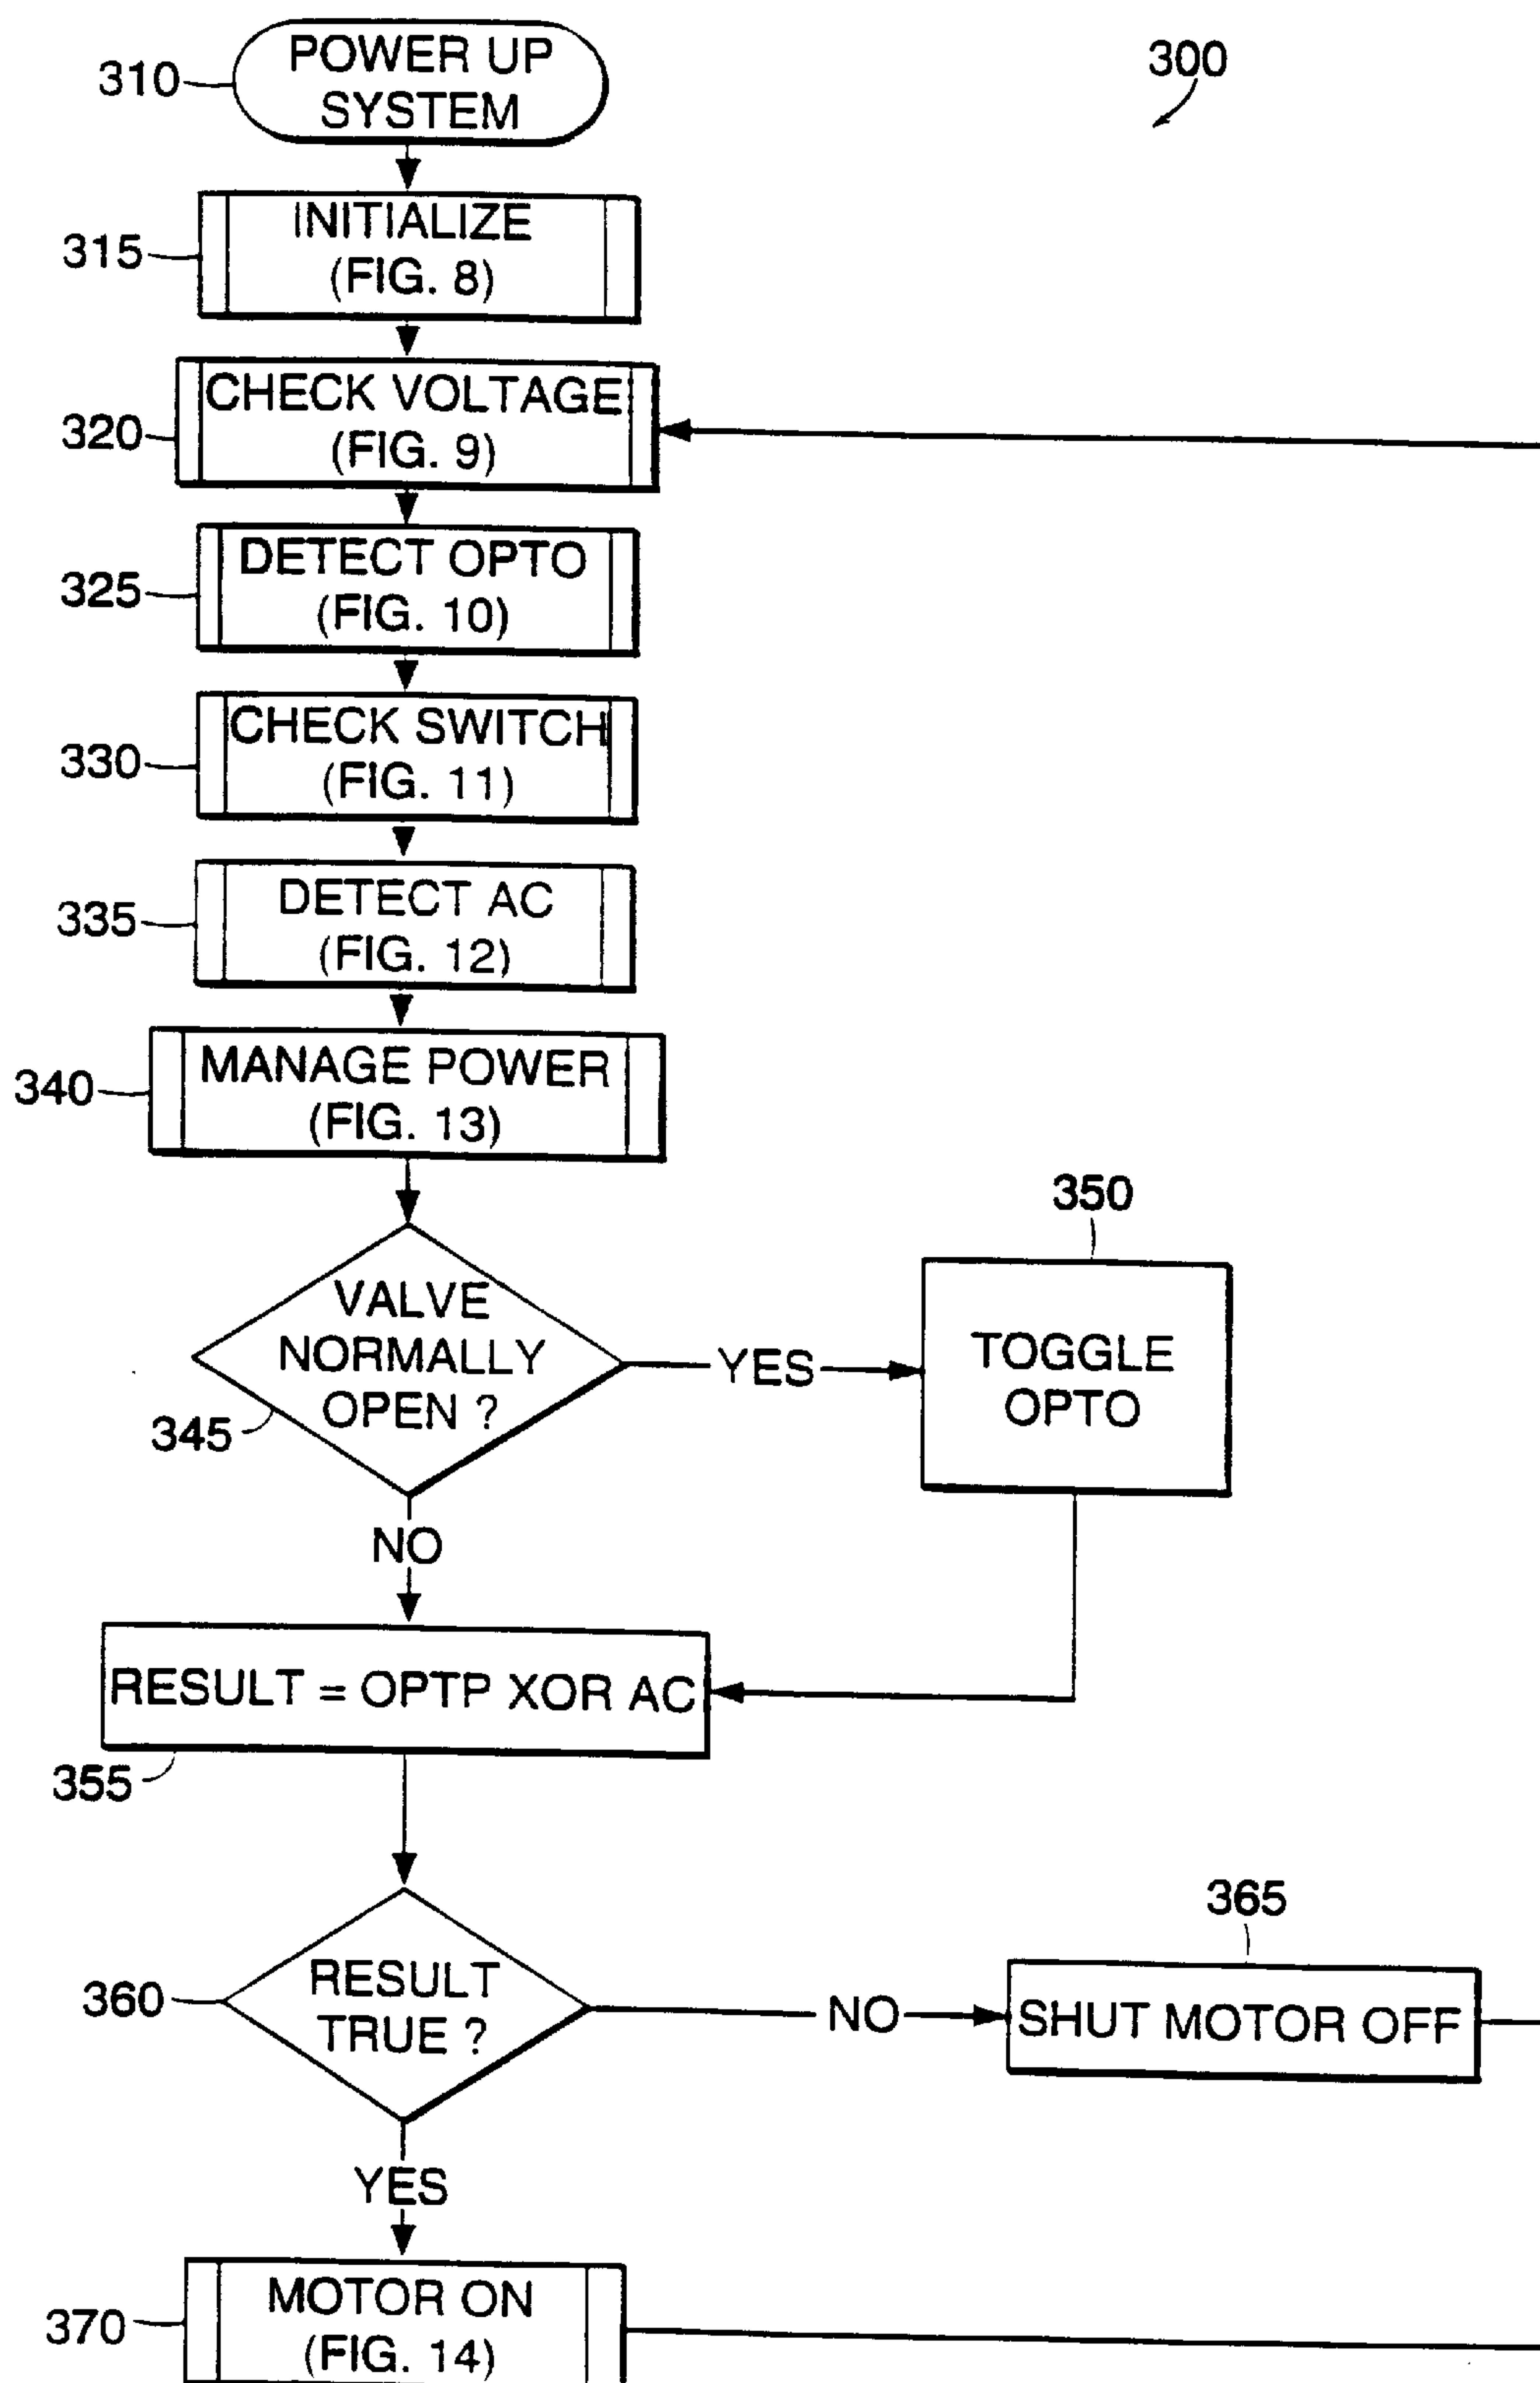 300
310
POWER UP
SYSTEM
315
INITIALIZE
(FIG. 8)
320
CHECK VOLTAGE
(FIG. 9)
325
DETECT OPTO
(FIG. 10)
330
CHECK SWITCH
(FIG. 11)
335
DETECT AC
(FIG. 12)
340
MANAGE POWER
(FIG. 13)
345
VALVE
NORMALLY
OPEN ?
YES
350
TOGGLE
OPTO
NO
RESULT = OPTP XOR AC
355
360
RESULT
TRUE ?
NO
365
SHUT MOTOR OFF
YES
370
MOTOR ON
(FIG. 14)